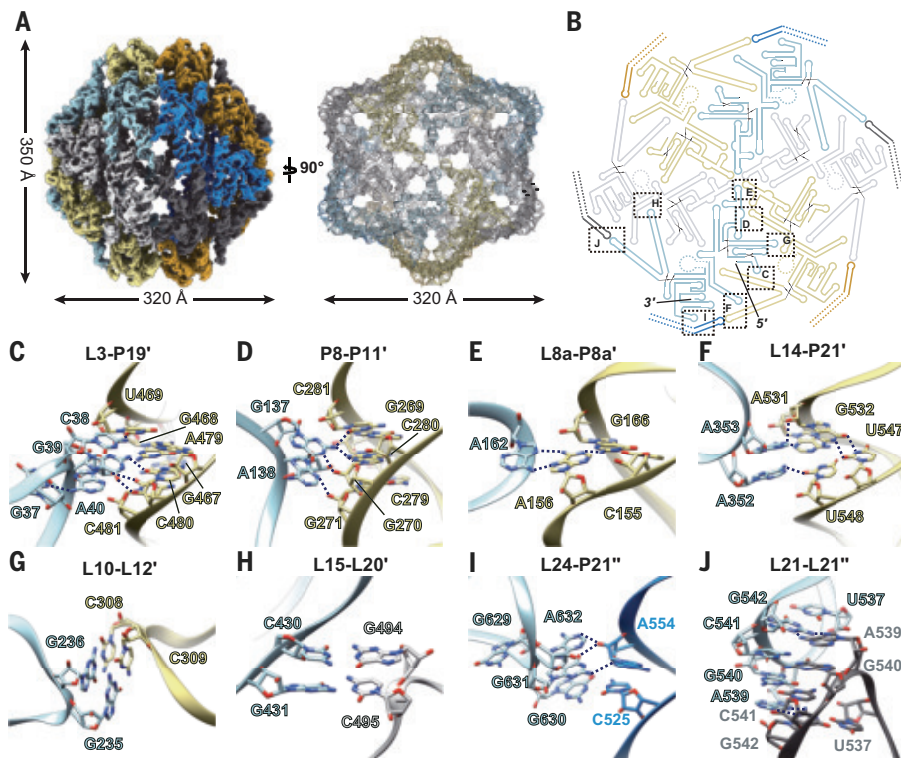 A
350 Å
320 Å
90°
320 Å
B
E
D
H
G
J
C
F
I
3'
5'
C
L3-P19'
U469
C38
G468
G39
A479
G37
A40
G467
C481
C480
D
P8-P11'
C281
G137
G269
C280
A138
C279
G271
G270
E
L8a-P8a'
G166
A162
A156
C155
F
L14-P21'
A531
G532
A353
U547
A352
U548
G
L10-L12'
C308
G236
C309
G235
H
L15-L20'
C430
G494
G431
C495
I
L24-P21''
G629
A632
A554
G631
G630
C525
J
L21-L21''
G542
U537
C541
A539
G540
G540
A539
C541
G542
U537